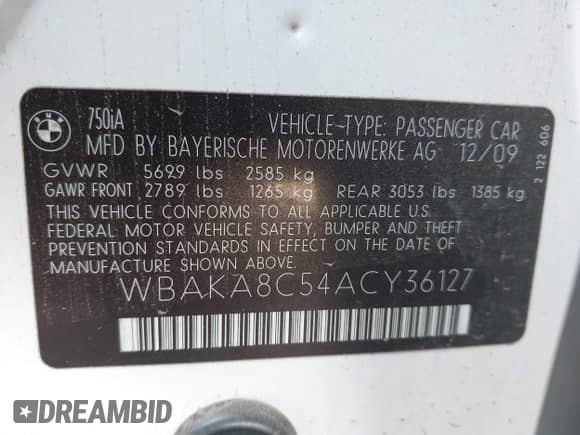 BMW
750iA VEHICLE-TYPE: PASSENGER CAR
MFD BY BAYERISCHE MOTORENWERKE AG 12/09
GVWR 5699 lbs 2585 kg
GAWR FRONT 2789 lbs 1265 kg REAR 3053 lbs 1385 kg
THIS VEHICLE CONFORMS TO ALL APPLICABLE U.S.
FEDERAL MOTOR VEHICLE SAFETY, BUMPER AND THEFT
PREVENTION STANDARDS IN EFFECT ON THE DATE OF
MANUFACTURE SHOWN ABOVE.
WBAKA8C54ACY36127
2 122 606
DREAMBID